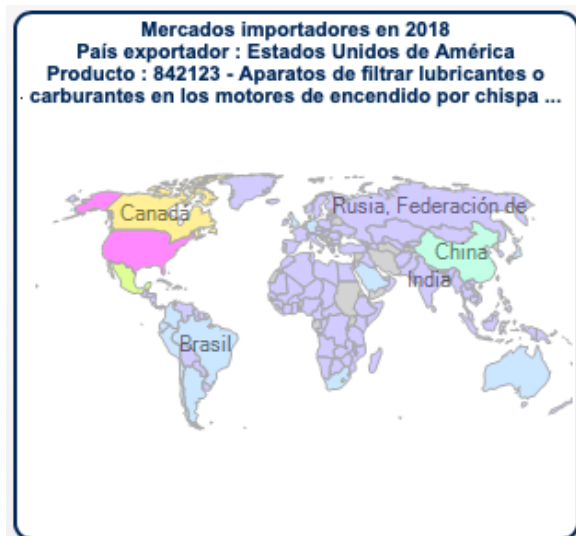 Mercados importadores en 2018
País exportador : Estados Unidos de América
Producto : 842123 - Aparatos de filtrar lubricantes o
carburantes en los motores de encendido por chispa ...
Canadá
Rusia, Federación de
China
India
Brasil